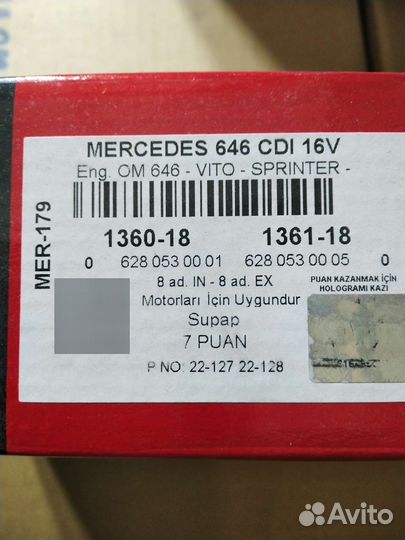 MERCEDES 646 CDI 16V
Eng. OM 646 - VITO - SPRINTER -
MER-179
1360-18 1361-18
0 628 053 00 01 628 053 00 05 0
8 ad. IN - 8 ad. EX
Motorları İçin Uygundur
Supap
7 PUAN
PUAN KAZANMAK İÇİN
HOLOGRAMI KAZI
P NO: 22-127 22-128
Avito